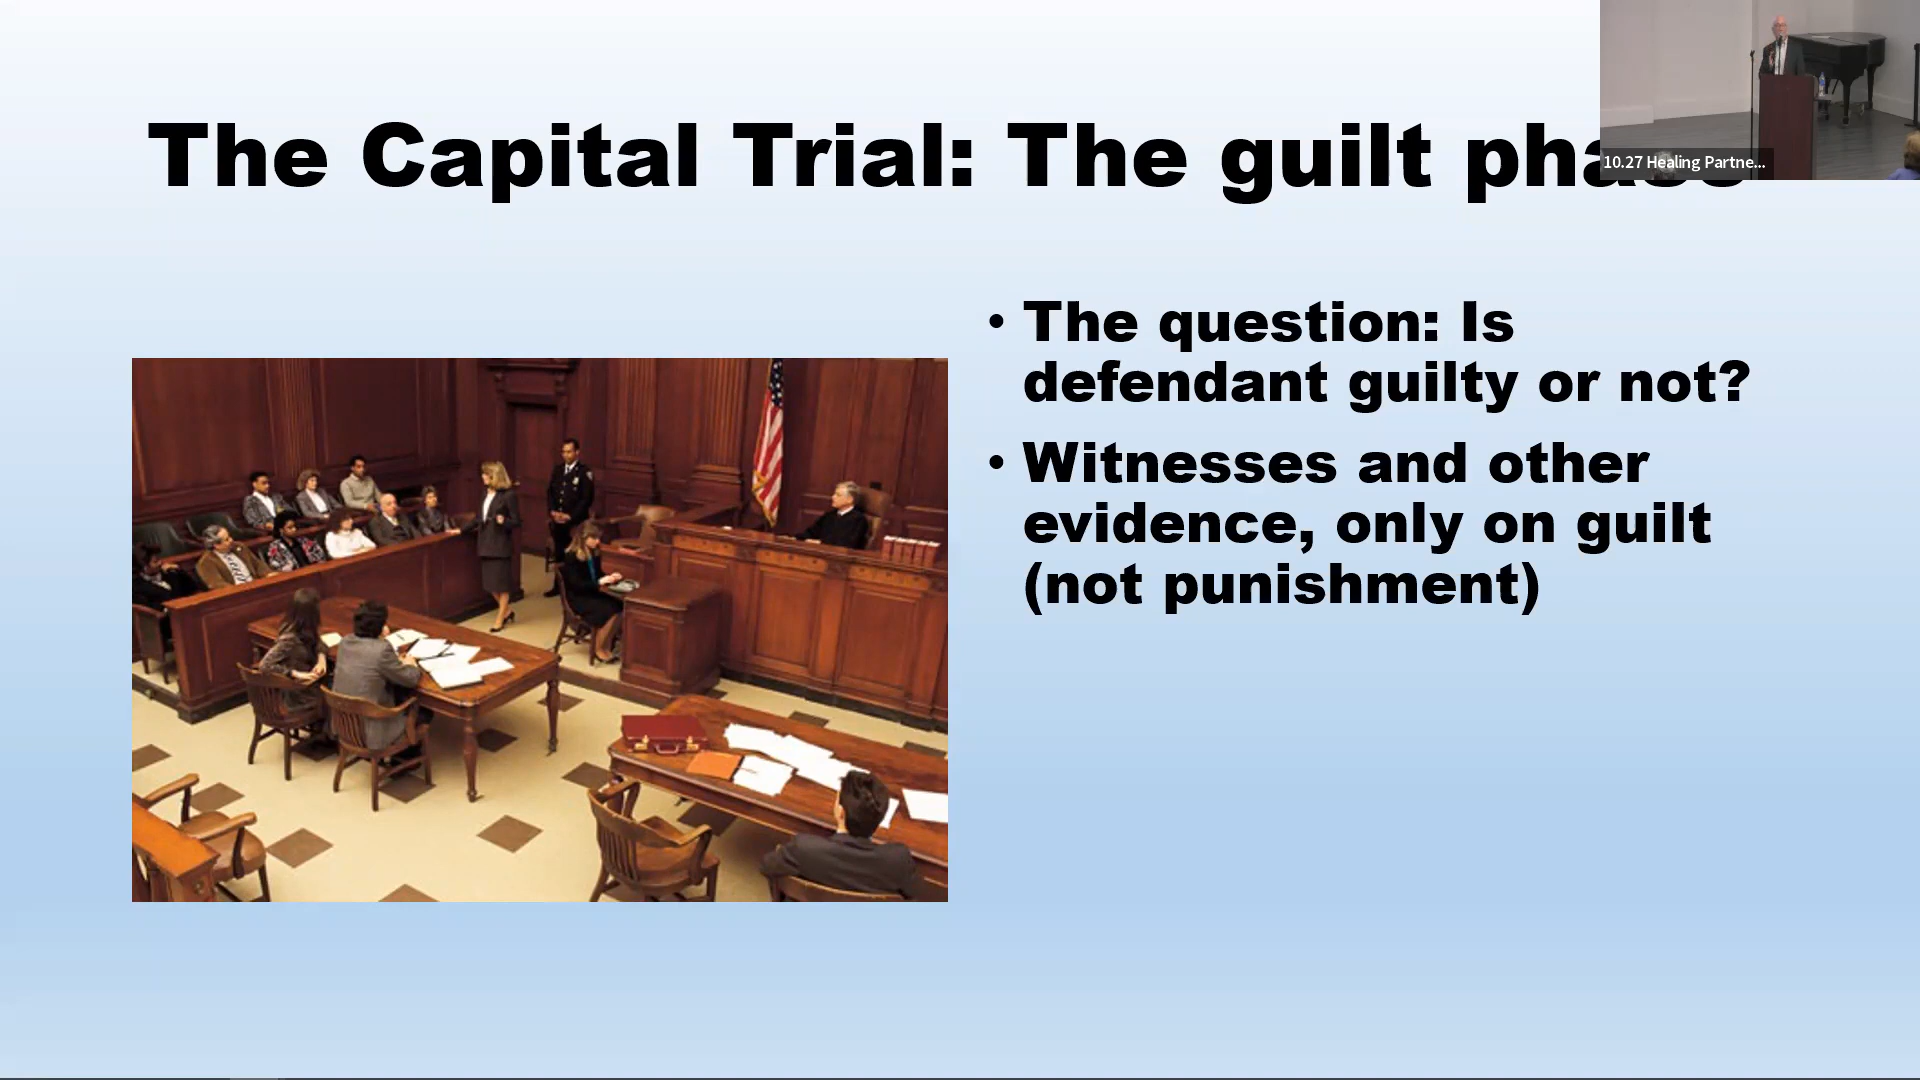 The Capital Trial: The guilt phase
10.27 Healing Partne...
• The question: Is
defendant guilty or not?
• Witnesses and other
evidence, only on guilt
(not punishment)